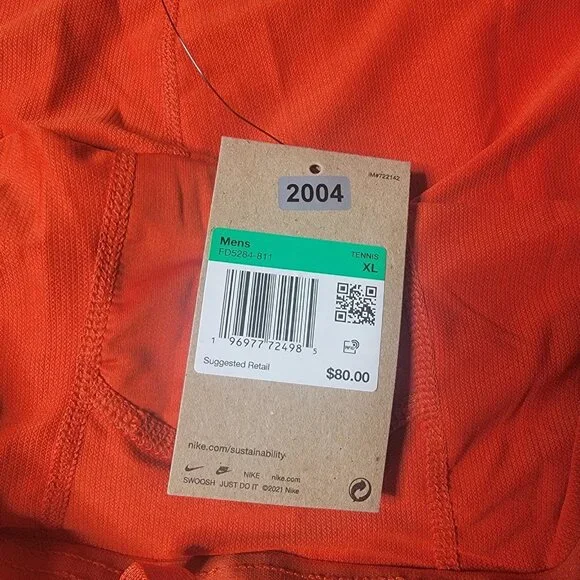 IM#722142
2004
Mens TENNIS
FD5284-811 XL
1 96977 72498 5
Suggested Retail
$80.00
nike.com/sustainability
NIKE nike.com
SWOOSH JUST DO IT ©2021 Nike